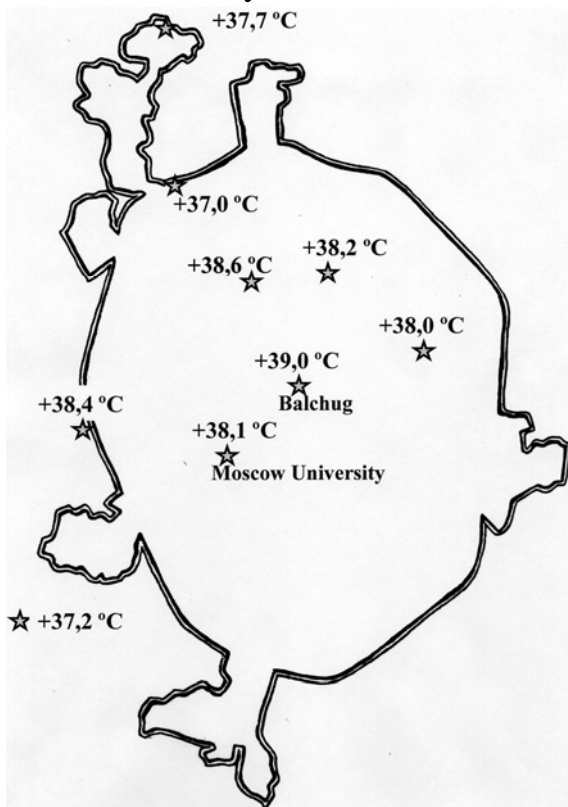 +37,7 ºC
+37,0 ºC
+38,6 ºC
+38,2 ºC
+38,0 ºC
+39,0 ºC
Balchug
+38,4 ºC
+38,1 ºC
Moscow University
+37,2 ºC